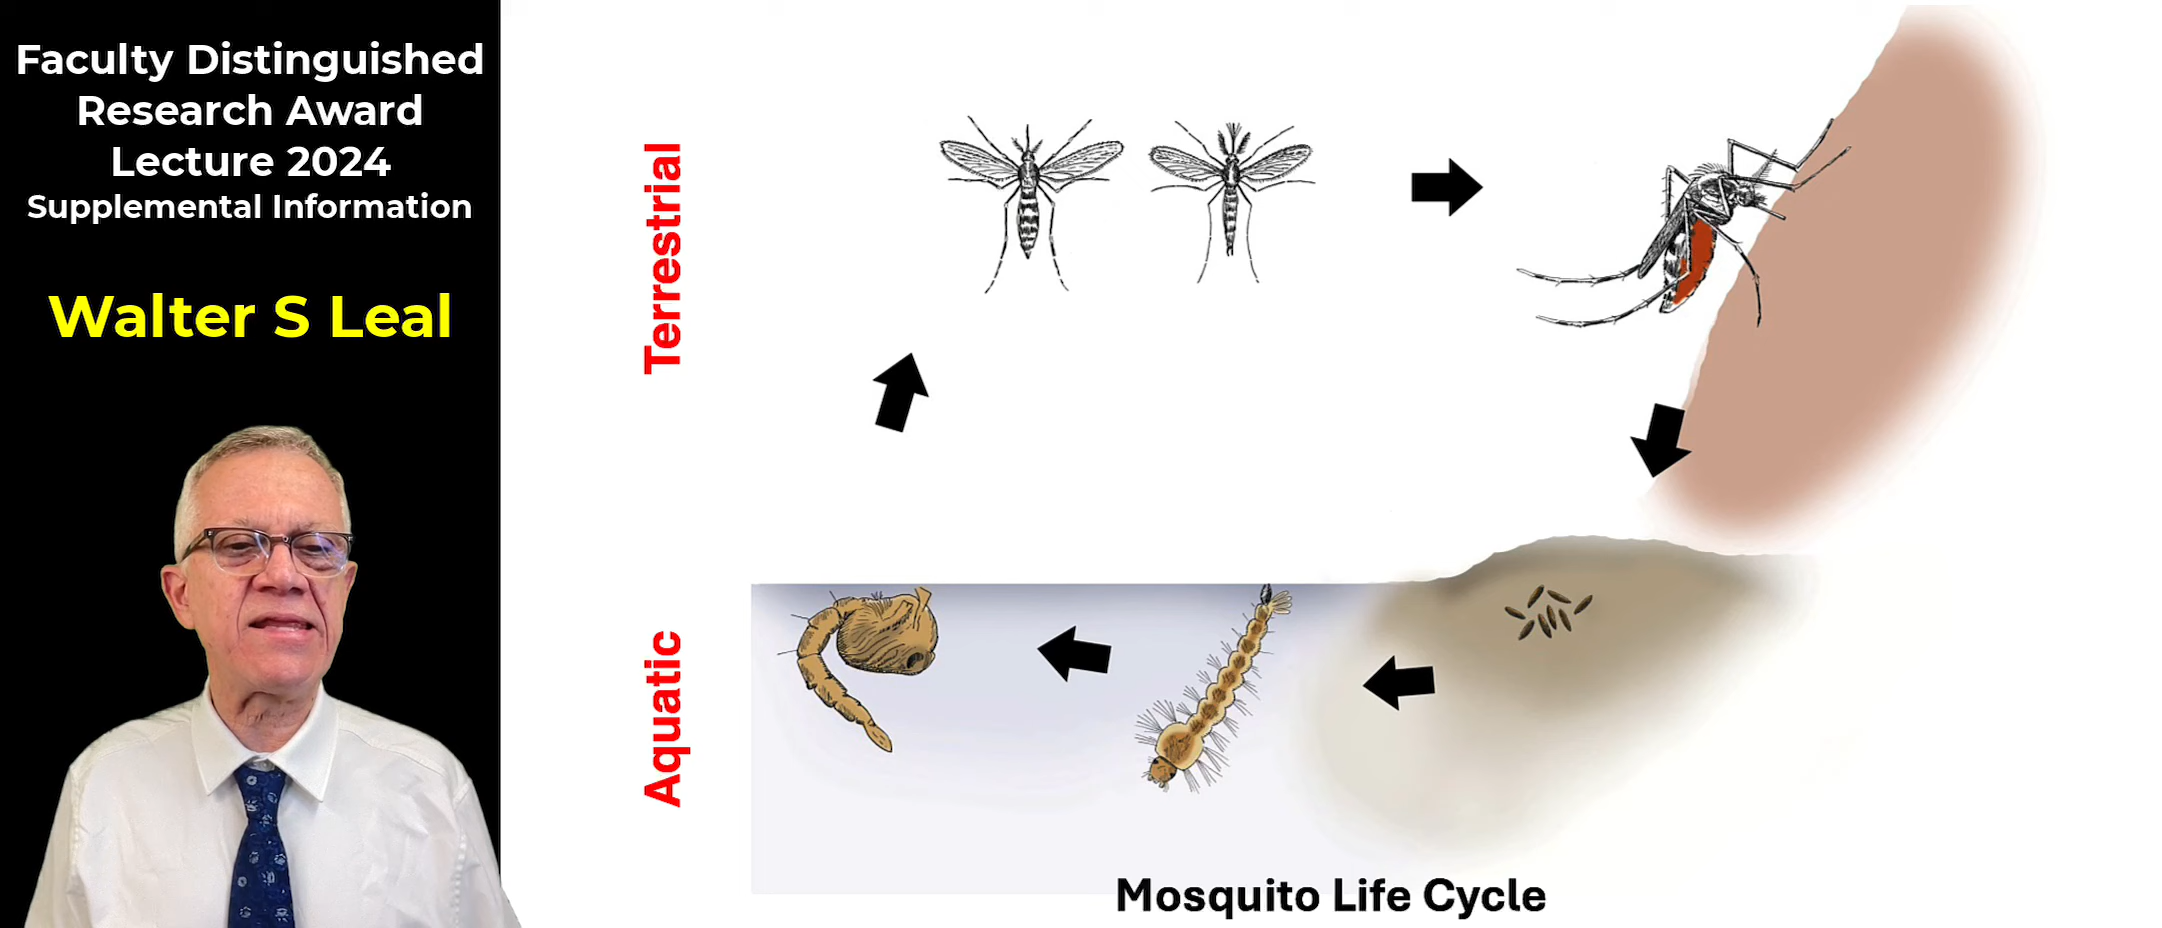 Faculty Distinguished
Research Award
Lecture 2024
Supplemental Information
Walter S Leal
Terrestrial
Aquatic
Mosquito Life Cycle